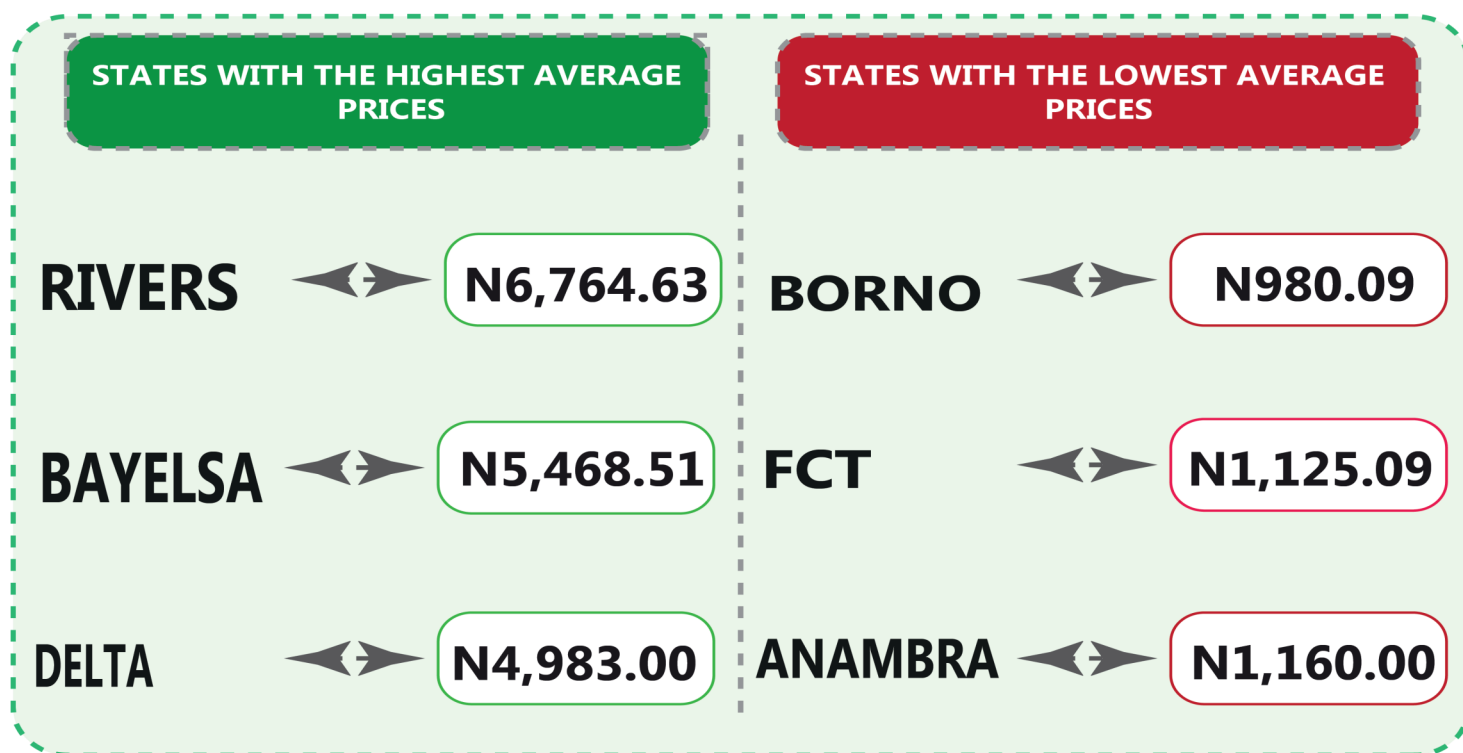 STATES WITH THE HIGHEST AVERAGE
PRICES
RIVERS
N6,764.63
BAYELSA
N5,468.51
DELTA
N4,983.00
STATES WITH THE LOWEST AVERAGE
PRICES
BORNO
N980.09
FCT
N1,125.09
ANAMBRA
N1,160.00